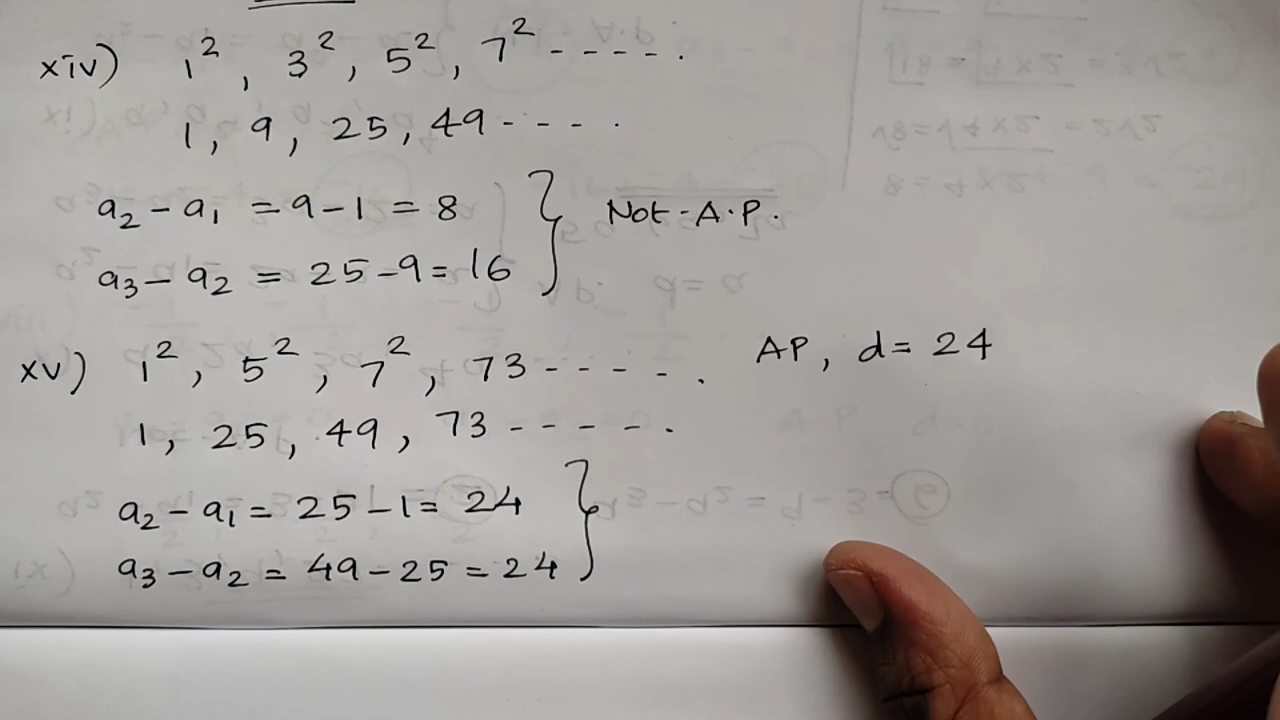 xiv) 1², 3², 5², 7² - - - - .
1, 9, 25, 49 - - - - .
a₂ - a₁ = 9 - 1 = 8
a₃ - a₂ = 25 - 9 = 16
} Not - A.P.
xv) 1², 5², 7², 73 - - - - - .
AP, d = 24
1, 25, 49, 73 - - - - - .
a₂ - a₁ = 25 - 1 = 24
a₃ - a₂ = 49 - 25 = 24 }